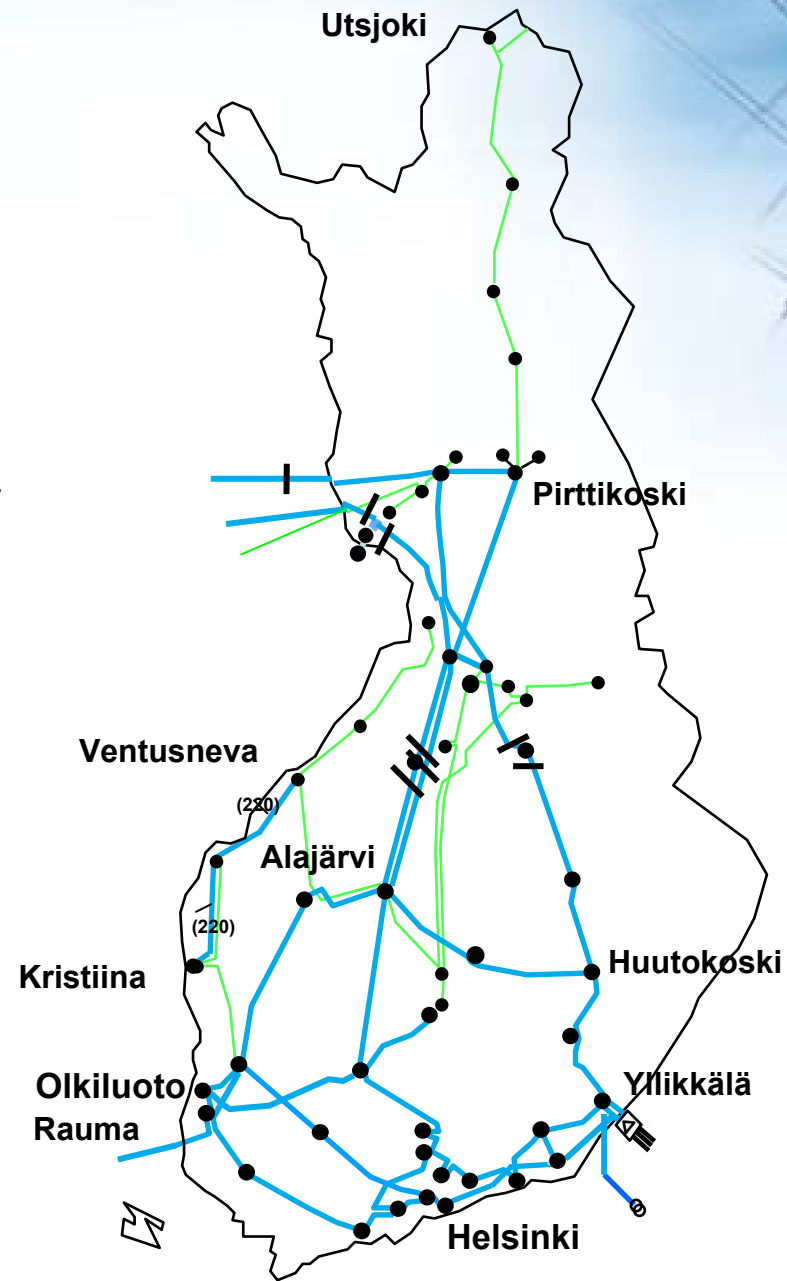 Utsjoki
Pirttikoski
Ventusneva
(220)
Alajärvi
(220)
Kristiina
Huutokoski
Olkiluoto
Yllikkälä
Rauma
Helsinki